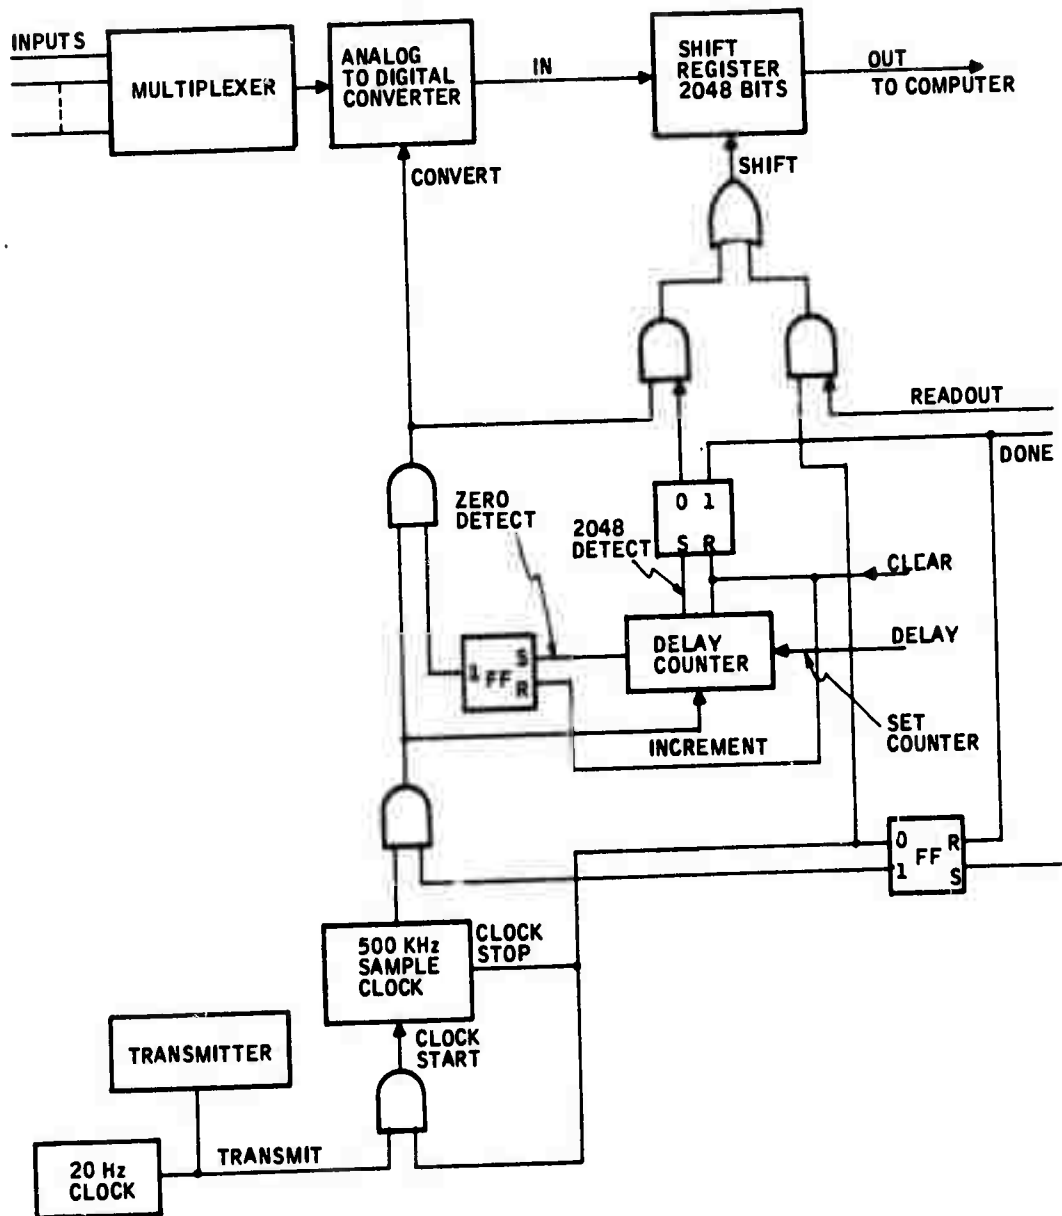 INPUTS
MULTIPLEXER
ANALOG
TO DIGITAL
CONVERTER
IN
SHIFT
REGISTER
2048 BITS
OUT
TO COMPUTER
CONVERT
SHIFT
READOUT
DONE
ZERO
DETECT
0 1
S R
2048
DETECT
CLEAR
DELAY
COUNTER
DELAY
1 FF S
R
SET
COUNTER
INCREMENT
0 FF R
1 S
500 KHz
SAMPLE
CLOCK
CLOCK
STOP
CLOCK
START
TRANSMITTER
TRANSMIT
20 Hz
CLOCK